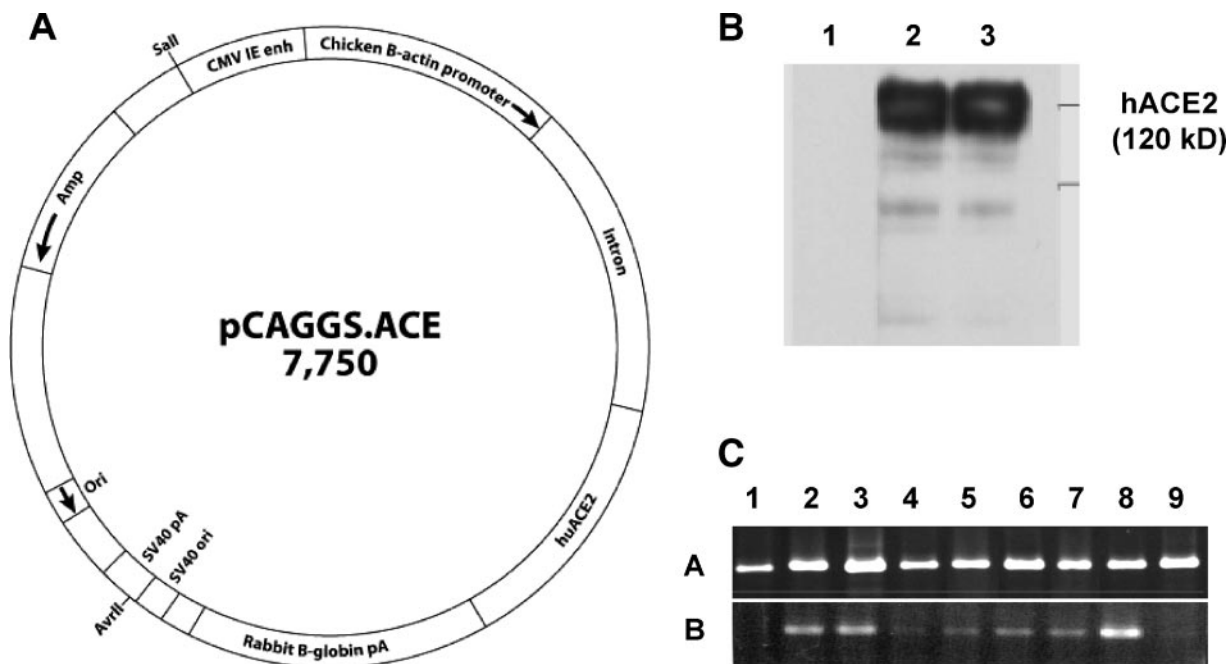 A
SalI
CMV IE enh
Chicken B-actin promoter
Amp
Intron
pCAGGS.ACE
7,750
Ori
SV40 pA
SV40 ori
AvrII
Rabbit B-globin pA
huACE2
B
1 2 3
hACE2
(120 kD)
C
1 2 3 4 5 6 7 8 9
A
B